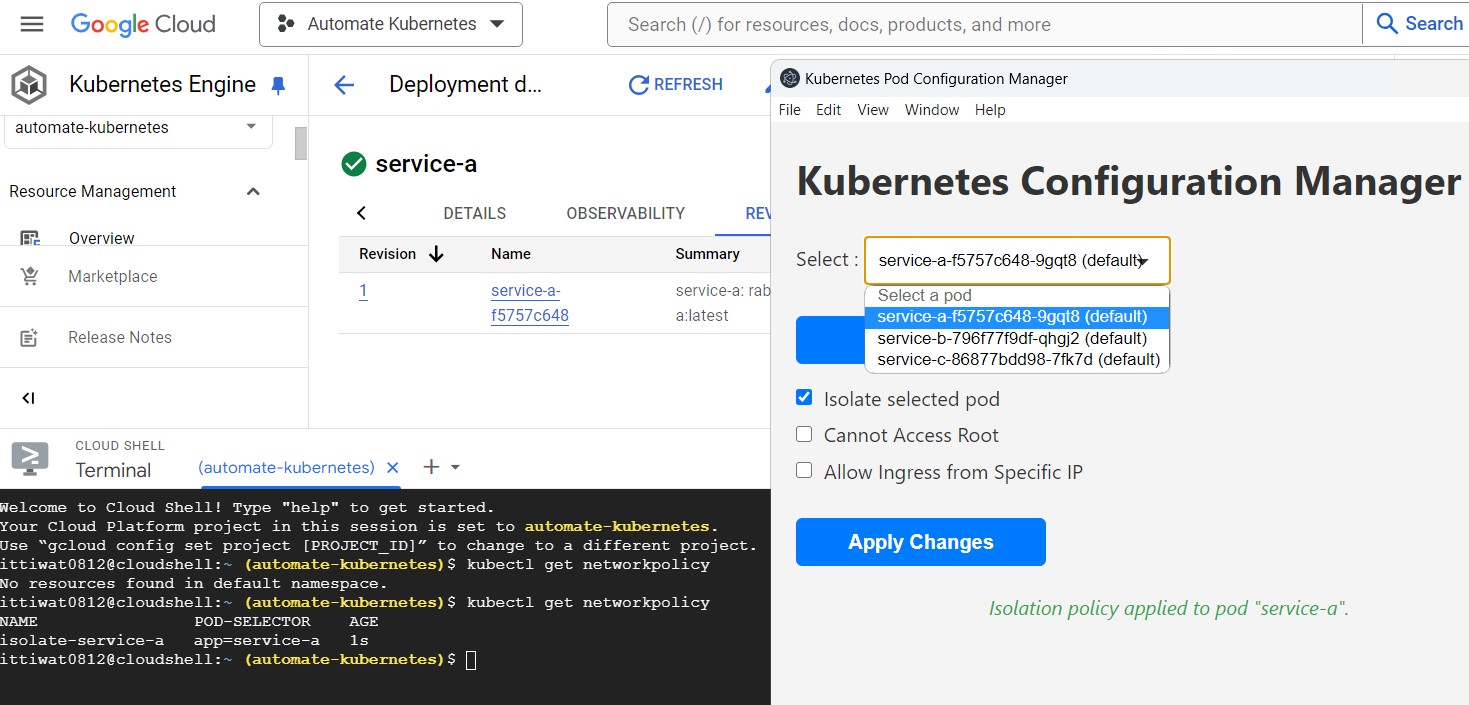 Google Cloud
Automate Kubernetes
Search (/) for resources, docs, products, and more
Search
Kubernetes Engine
automate-kubernetes
Resource Management
Overview
Marketplace
Release Notes
Deployment d...
REFRESH
service-a
DETAILS OBSERVABILITY REV
Revision Name Summary
1 service-a- service-a: rab
f5757c648 a:latest
CLOUD SHELL
Terminal
(automate-kubernetes)
Welcome to Cloud Shell! Type "help" to get started.
Your Cloud Platform project in this session is set to automate-kubernetes.
Use “gcloud config set project [PROJECT_ID]” to change to a different project.
ittiwat0812@cloudshell:~ (automate-kubernetes)$ kubectl get networkpolicy
No resources found in default namespace.
ittiwat0812@cloudshell:~ (automate-kubernetes)$ kubectl get networkpolicy
NAME POD-SELECTOR AGE
isolate-service-a app=service-a 1s
ittiwat0812@cloudshell:~ (automate-kubernetes)$
Kubernetes Pod Configuration Manager
File Edit View Window Help
Kubernetes Configuration Manager
Select : service-a-f5757c648-9gqt8 (default)
Select a pod
service-a-f5757c648-9gqt8 (default)
service-b-796f77f9df-qhgj2 (default)
service-c-86877bdd98-7fk7d (default)
Isolate selected pod
Cannot Access Root
Allow Ingress from Specific IP
Apply Changes
Isolation policy applied to pod "service-a".